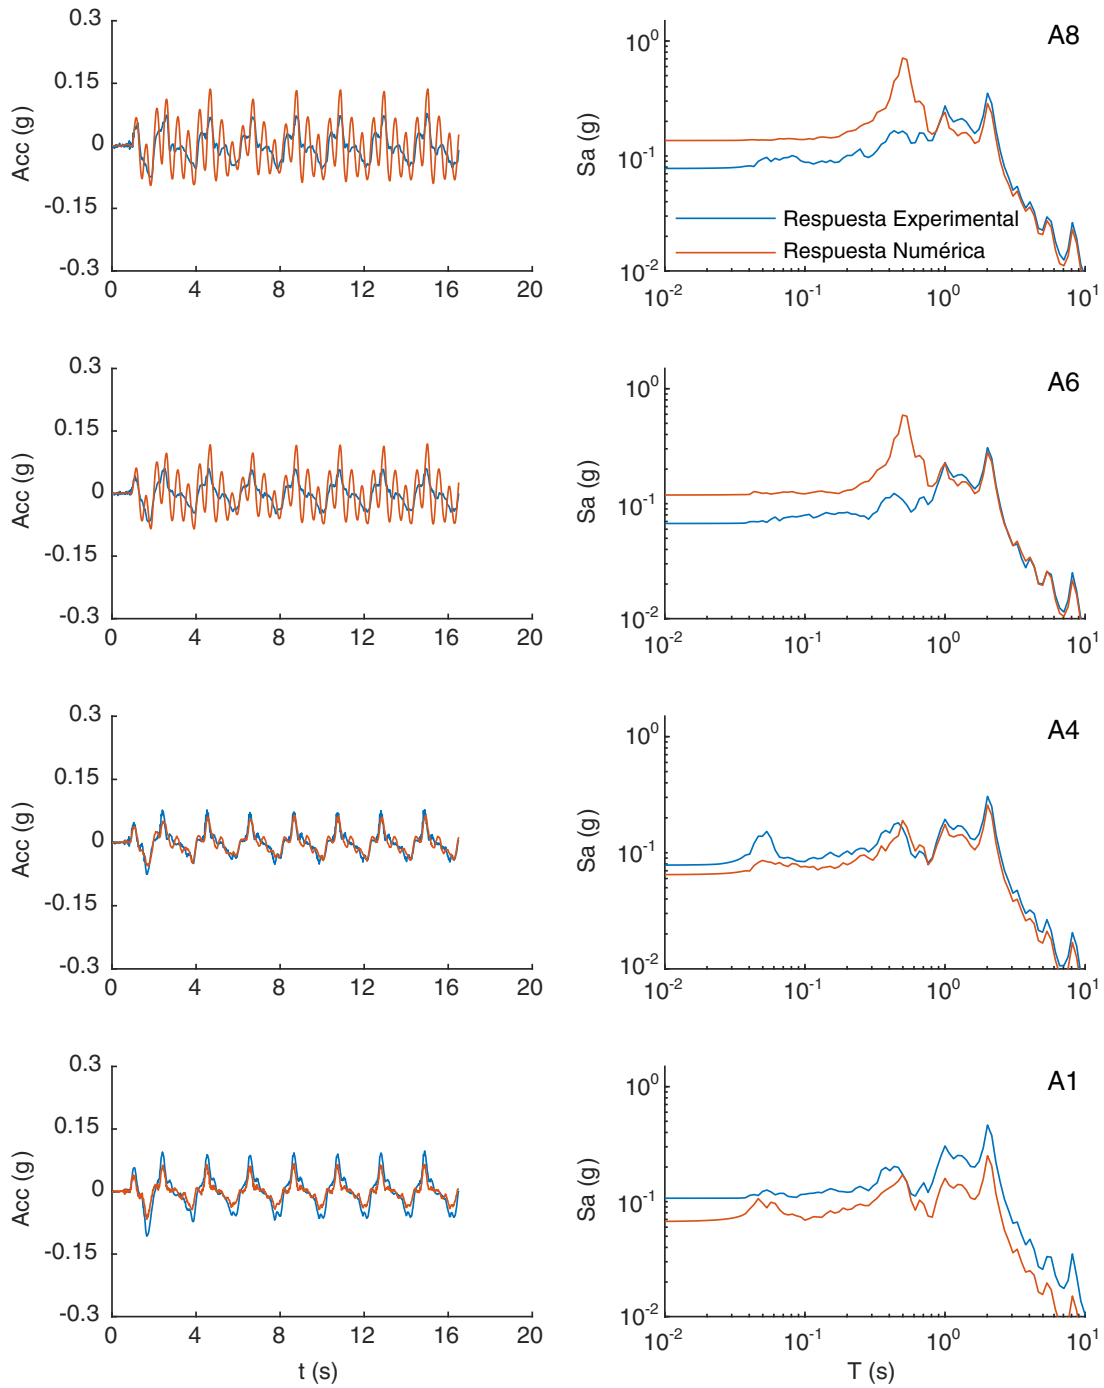 0.3
0.15
0
-0.15
-0.3
Acc (g)
0 4 8 12 16 20
A8
10^0
10^-1
10^-2
Sa (g)
Respuesta Experimental
Respuesta Numérica
10^-2 10^-1 10^0 10^1
0.3
0.15
0
-0.15
-0.3
Acc (g)
0 4 8 12 16 20
A6
10^0
10^-1
10^-2
Sa (g)
10^-2 10^-1 10^0 10^1
0.3
0.15
0
-0.15
-0.3
Acc (g)
0 4 8 12 16 20
A4
10^0
10^-1
10^-2
Sa (g)
10^-2 10^-1 10^0 10^1
0.3
0.15
0
-0.15
-0.3
Acc (g)
0 4 8 12 16 20
t (s)
A1
10^0
10^-1
10^-2
Sa (g)
10^-2 10^-1 10^0 10^1
T (s)